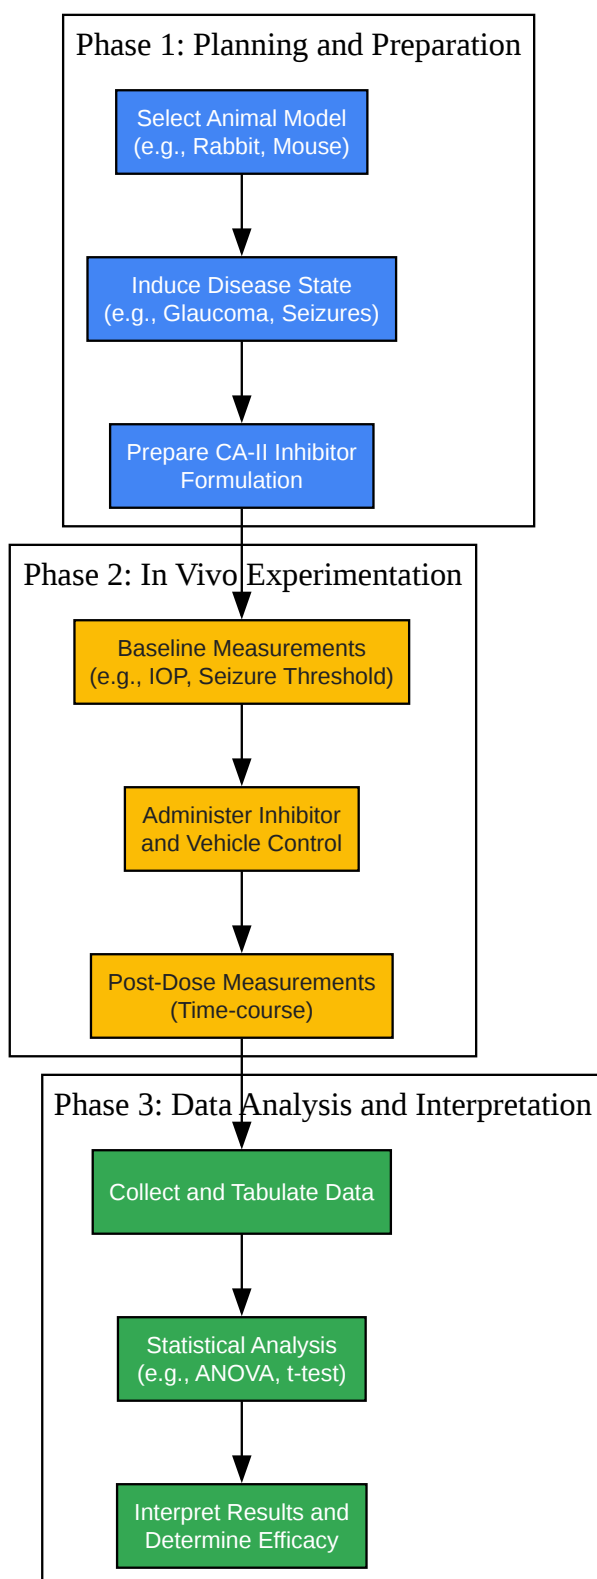 Phase 1: Planning and Preparation
Select Animal Model
(e.g., Rabbit, Mouse)
Induce Disease State
(e.g., Glaucoma, Seizures)
Prepare CA-II Inhibitor
Formulation
Phase 2: In Vivo Experimentation
Baseline Measurements
(e.g., IOP, Seizure Threshold)
Administer Inhibitor
and Vehicle Control
Post-Dose Measurements
(Time-course)
Phase 3: Data Analysis and Interpretation
Collect and Tabulate Data
Statistical Analysis
(e.g., ANOVA, t-test)
Interpret Results and
Determine Efficacy